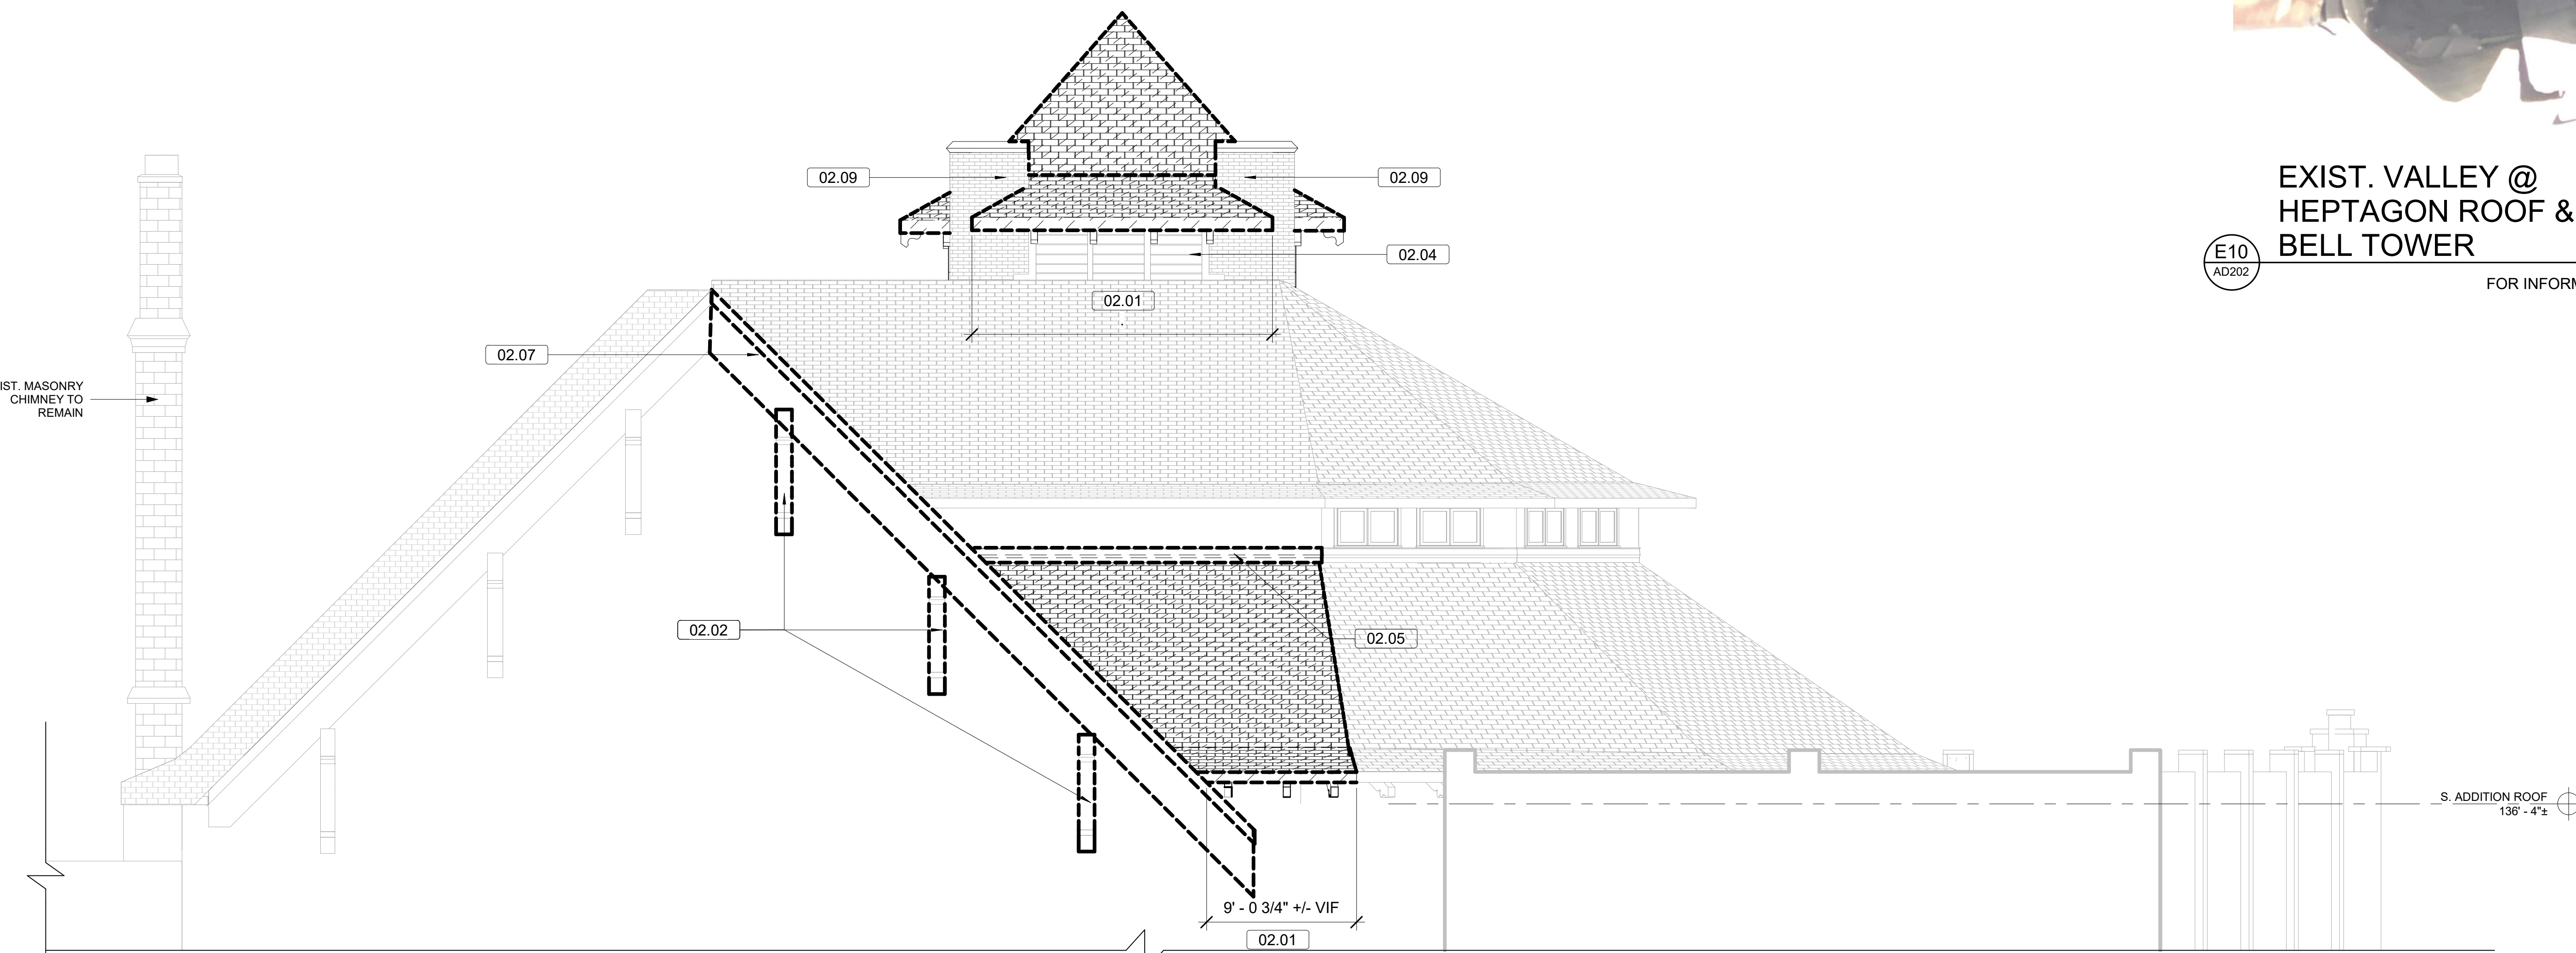 02.09
02.09
02.04
02.01
02.07
IST. MASONRY
CHIMNEY TO
REMAIN
02.02
02.05
9' - 0 3/4" +/- VIF
02.01
EXIST. VALLEY @
HEPTAGON ROOF &
BELL TOWER
E10
AD202
FOR INFORM
S. ADDITION ROOF
136' - 4"±